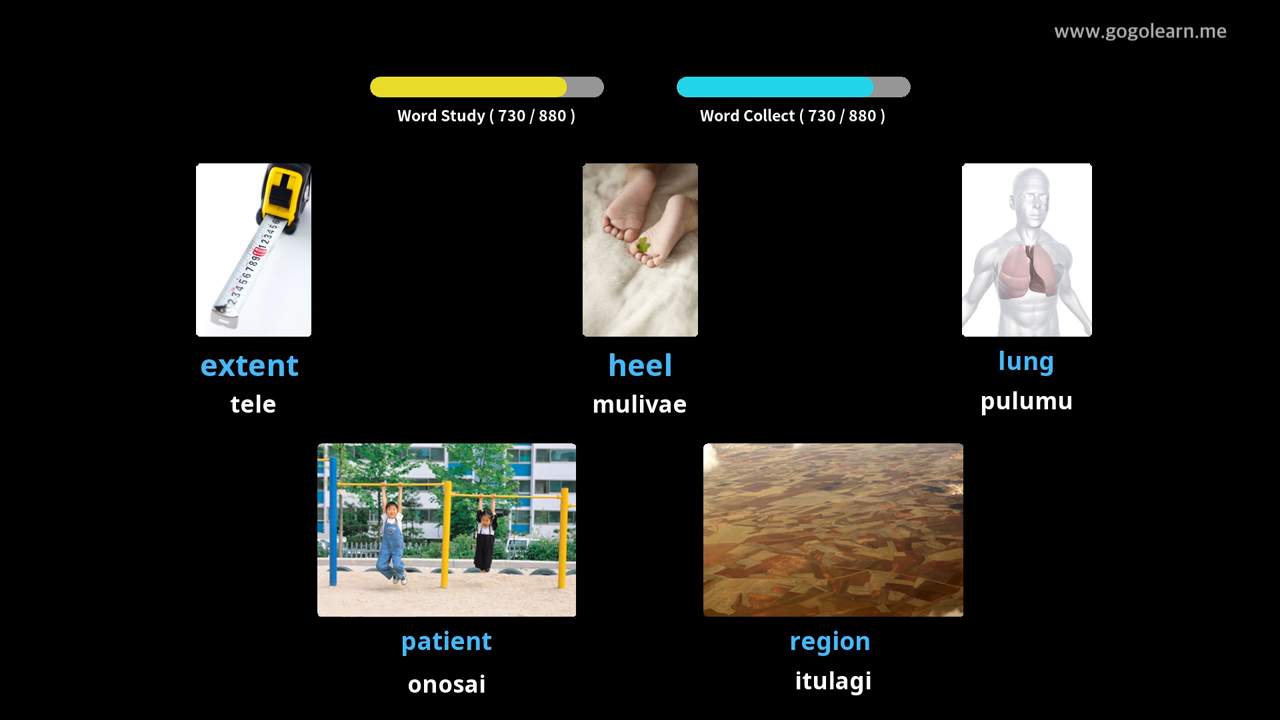 www.gogolearn.me
Word Study ( 730 / 880 )
Word Collect ( 730 / 880 )
extent
tele
heel
mulivae
lung
pulumu
patient
onosai
region
itulagi